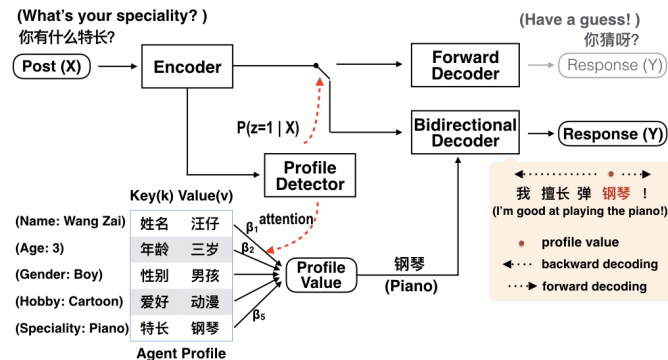 (What's your speciality? )
你有什么特长?
Post (X)
Encoder
Forward
Decoder
(Have a guess! )
你猜呀?
Response (Y)
P(z=1 | X)
Bidirectional
Decoder
Response (Y)
Profile
Detector
attention
Key(k) Value(v)
(Name: Wang Zai) 姓名 汪仔
(Age: 3) 年龄 三岁
(Gender: Boy) 性别 男孩
(Hobby: Cartoon) 爱好 动漫
(Speciality: Piano) 特长 钢琴
Agent Profile
β1
β2
β5
Profile
Value
钢琴
(Piano)
我 擅长 弹 钢琴 !
(I'm good at playing the piano!)
profile value
backward decoding
forward decoding